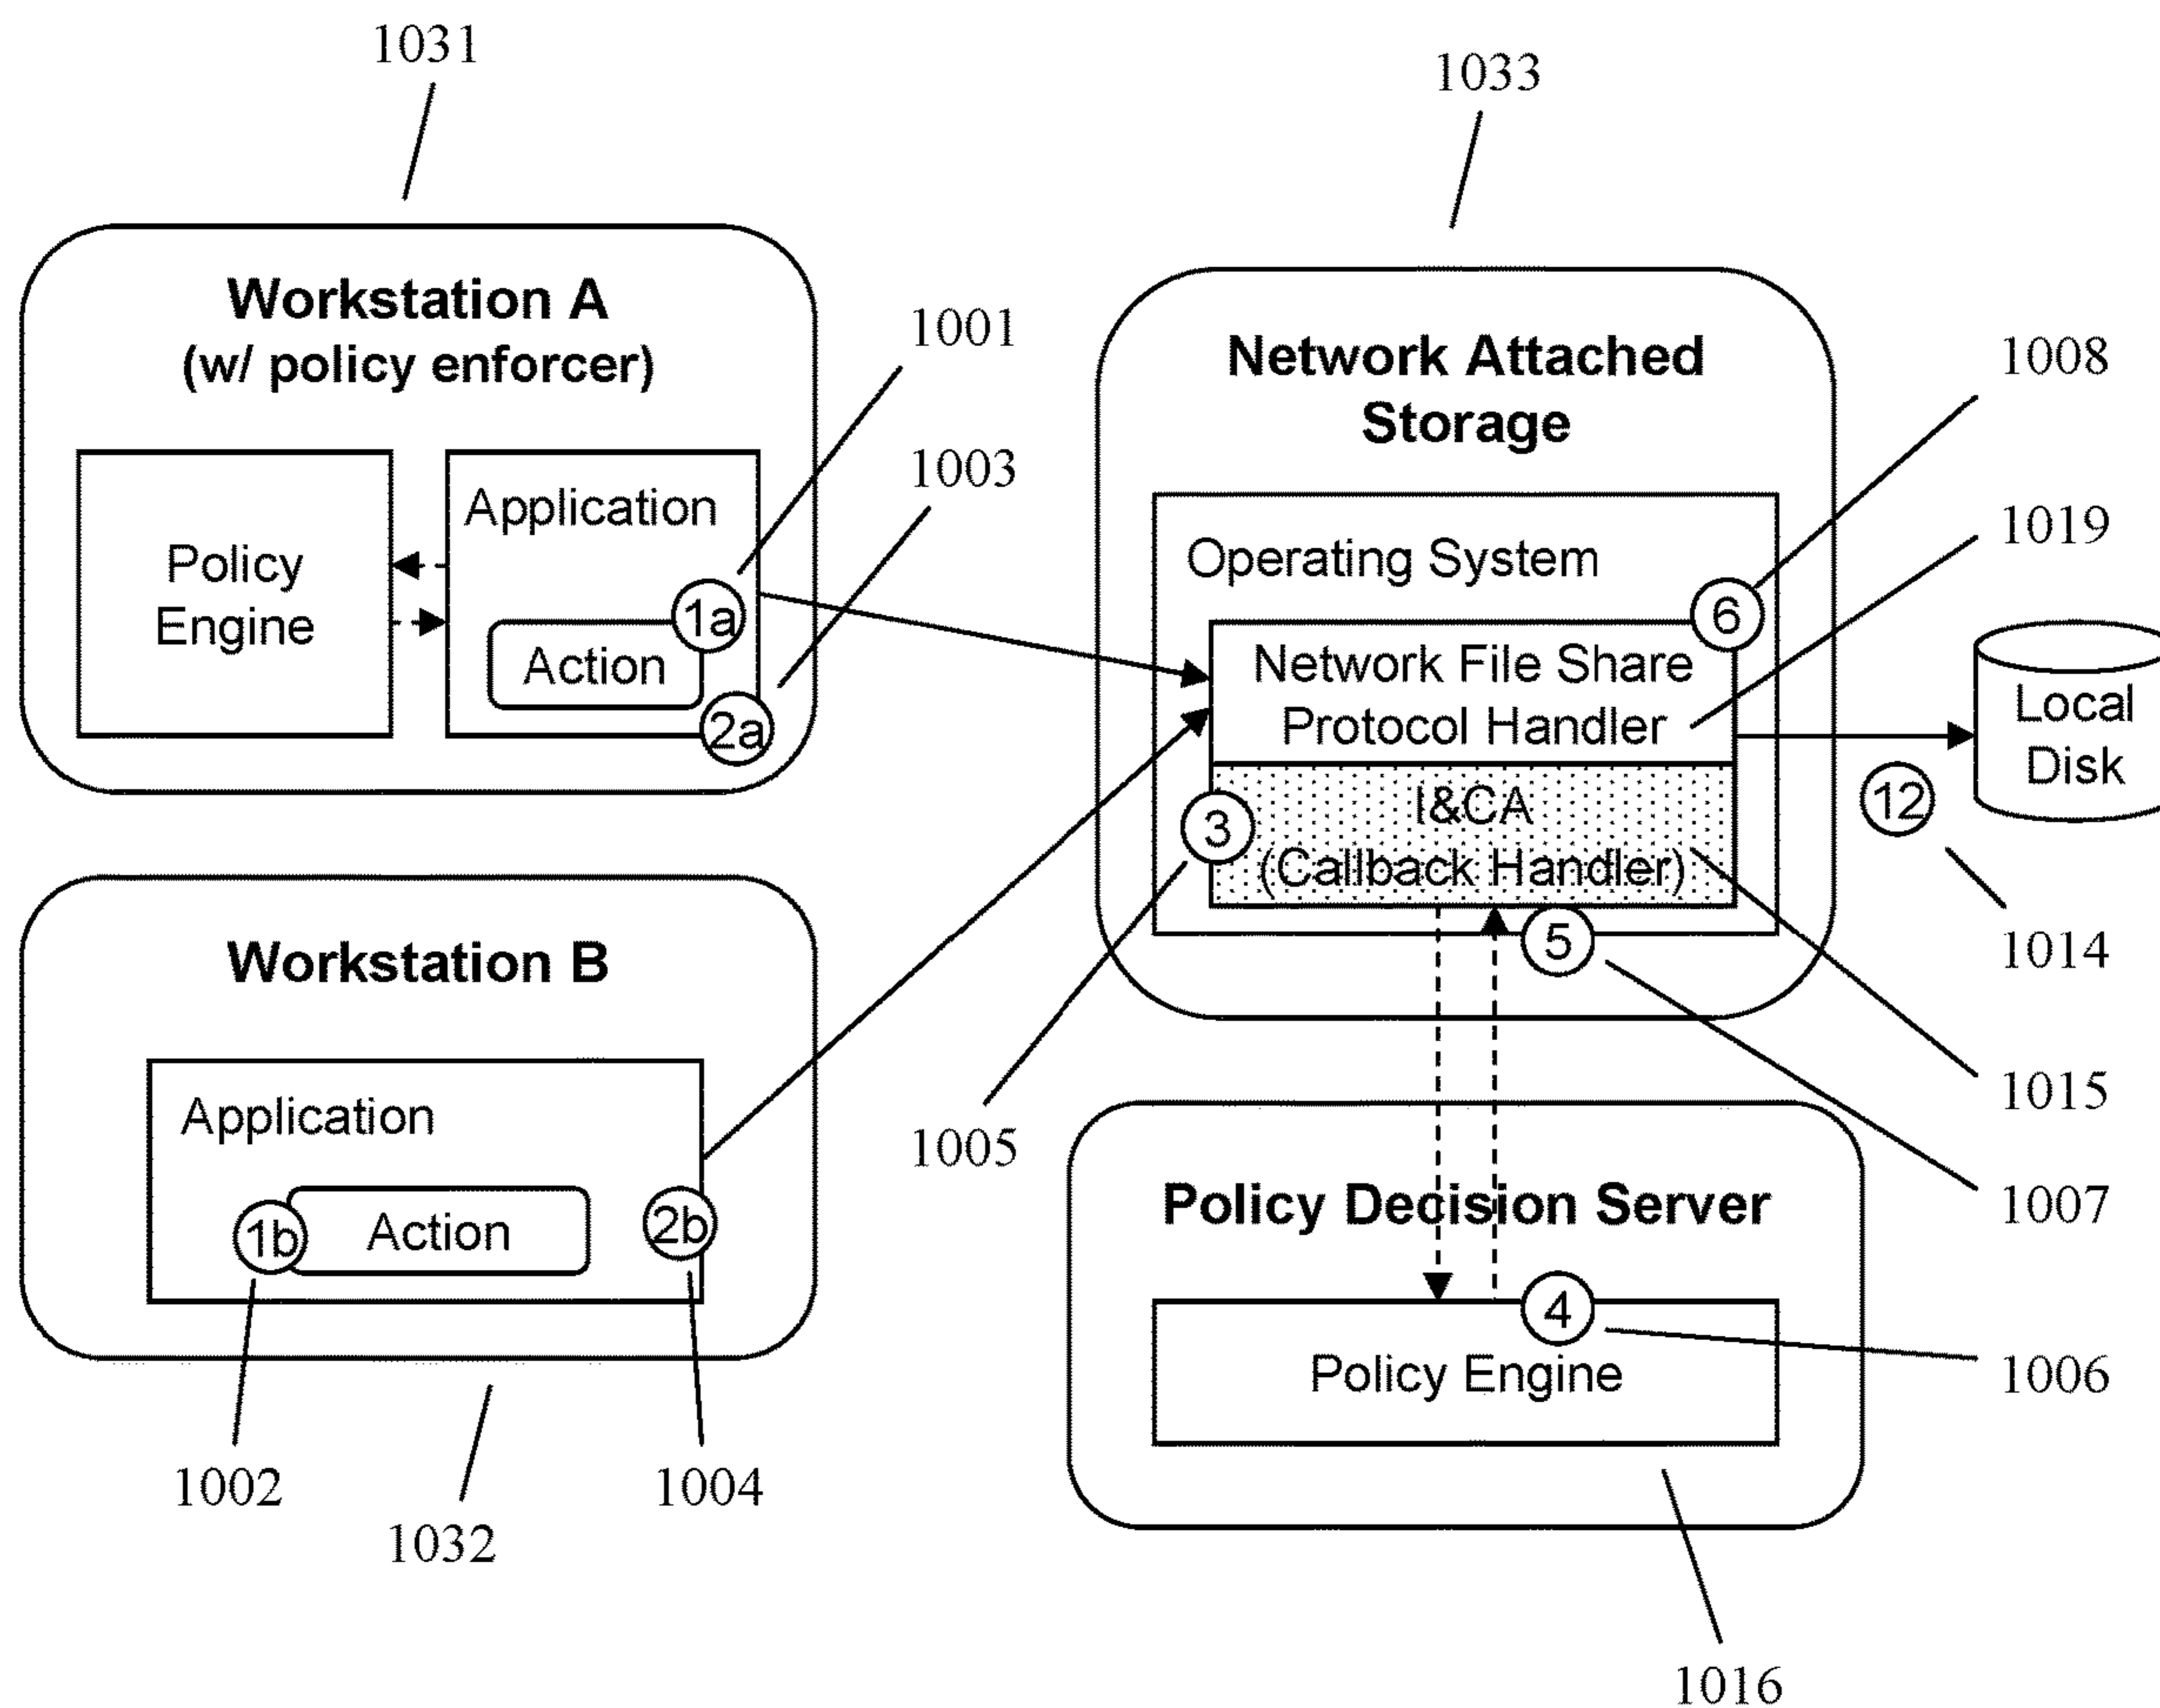 1031
1033
Workstation A
(w/ policy enforcer)
1001
1003
Policy
Engine
Application
1a
Action
2a
Network Attached
Storage
1008
1019
Operating System
6
Network File Share
Protocol Handler
Local
Disk
I&CA
(Callback Handler)
3
12
5
1014
1015
1007
Workstation B
Application
1b
Action
2b
1005
1002
1004
1032
Policy Decision Server
4
Policy Engine
1006
1016